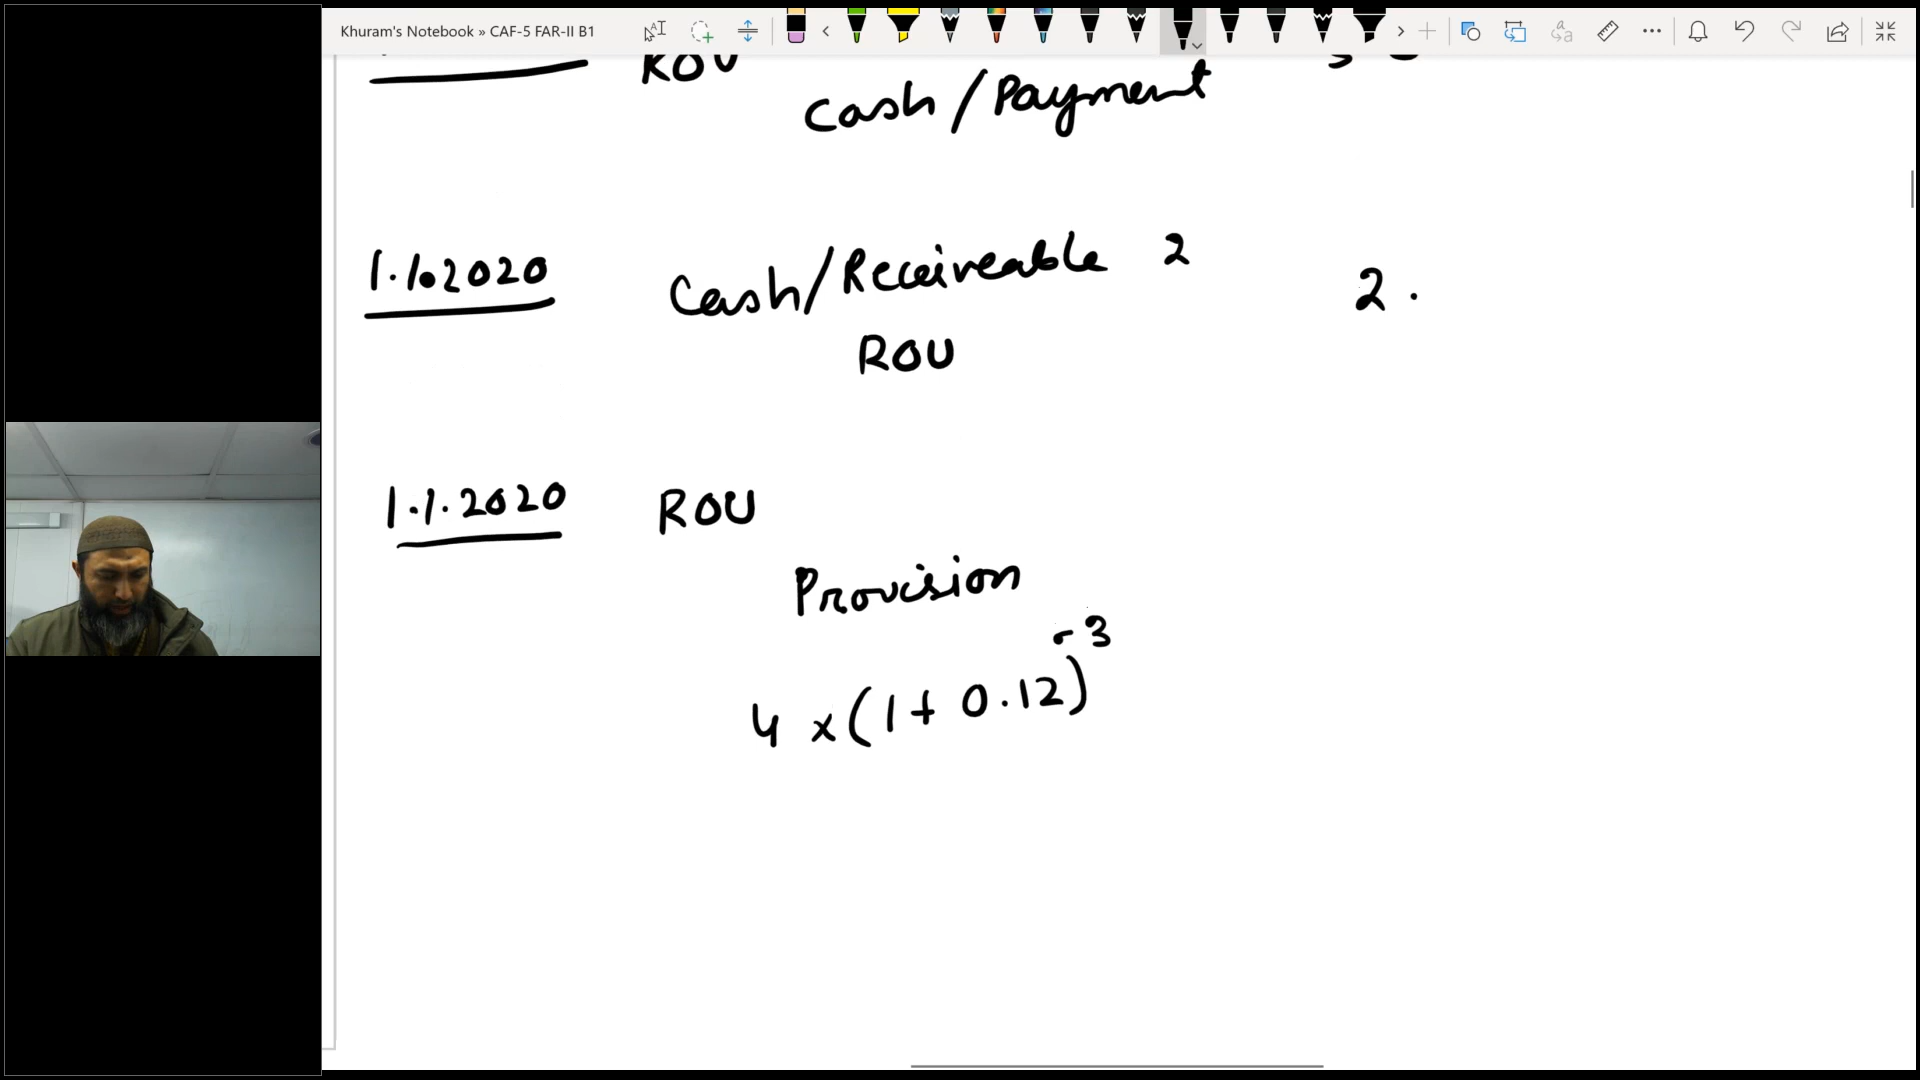 Khuram's Notebook » CAF-5 FAR-II B1
ROU
Cash/Payment
1.1.2020 Cash/Receiveable 2
2.
ROU
1.1.2020 ROU
Provision
4 x (1 + 0.12)⁻³